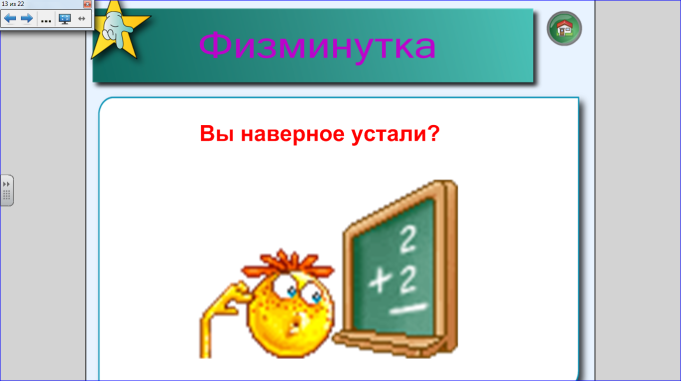 13 из 22
Физминутка
Вы наверное устали?
2
+ 2